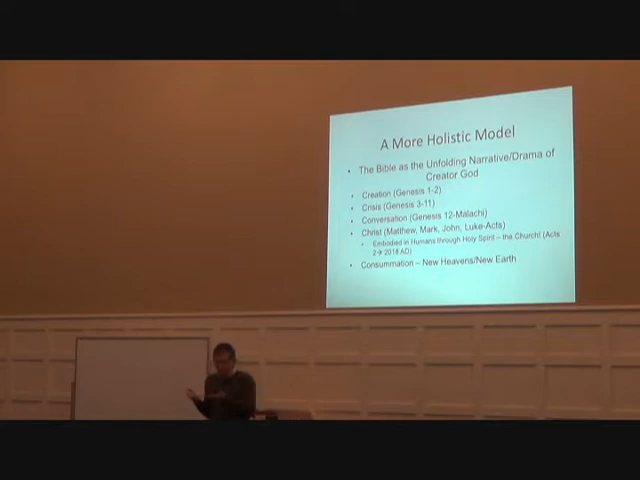 A More Holistic Model
• The Bible as the Unfolding Narrative/Drama of
Creator God
• Creation (Genesis 1-2)
• Crisis (Genesis 3-11)
• Conversation (Genesis 12-Malachi)
• Christ (Matthew, Mark, John, Luke-Acts)
• Embodied in Humans through Holy Spirit – the Church! (Acts
2→ 2018 AD)
• Consummation – New Heavens/New Earth